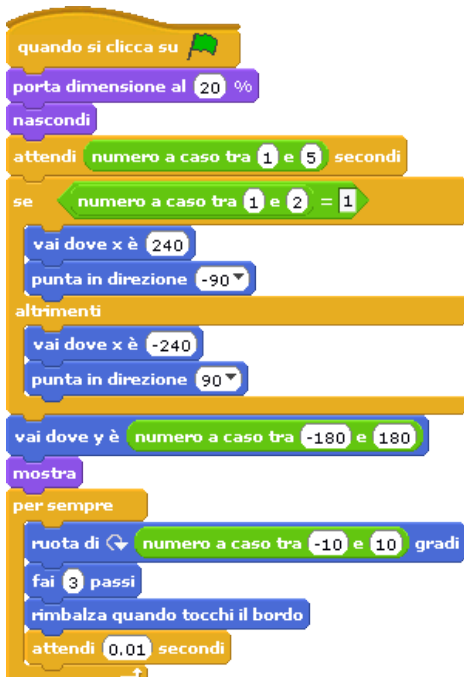 quando si clicca su
porta dimensione al 20 %
nascondi
attendi numero a caso tra 1 e 5 secondi
se numero a caso tra 1 e 2 = 1
vai dove x è 240
punta in direzione -90
altrimenti
vai dove x è -240
punta in direzione 90
vai dove y è numero a caso tra -180 e 180
mostra
per sempre
ruota di numero a caso tra -10 e 10 gradi
fai 3 passi
rimbalza quando tocchi il bordo
attendi 0.01 secondi